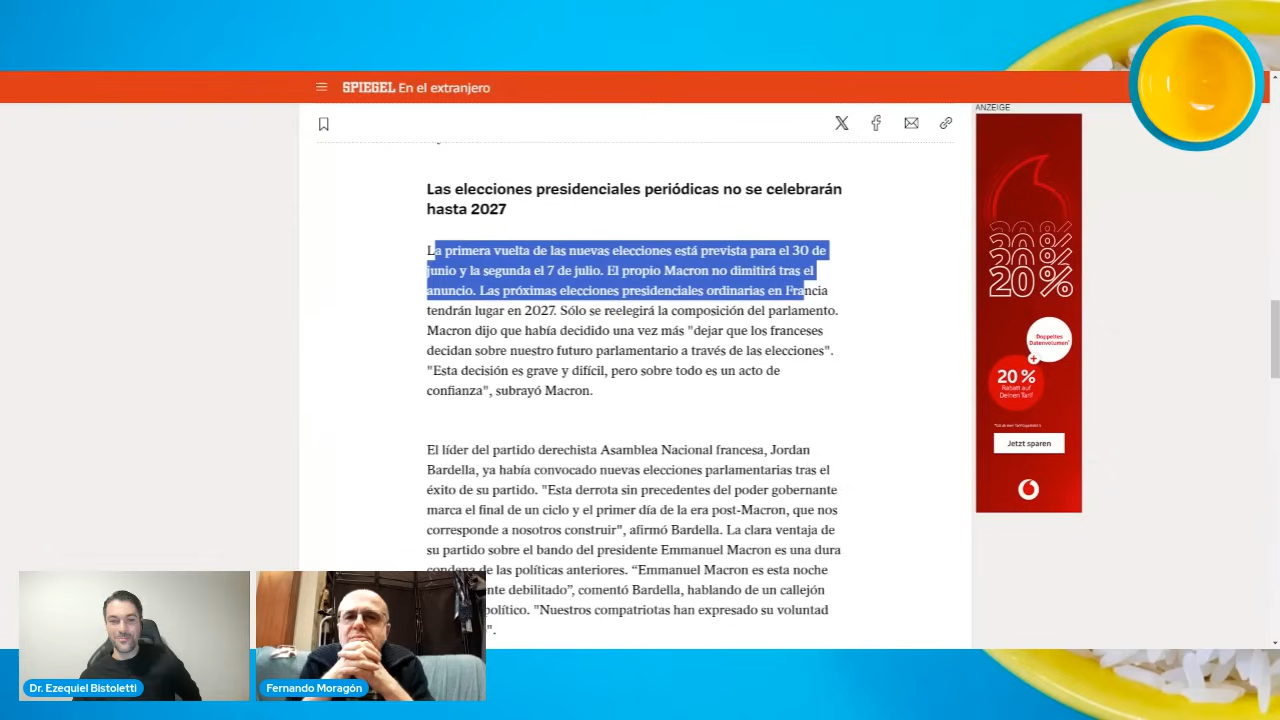 SPIEGEL En el extranjero
ANZEIGE
Las elecciones presidenciales periódicas no se celebrarán
hasta 2027
La primera vuelta de las nuevas elecciones está prevista para el 30 de
junio y la segunda el 7 de julio. El propio Macron no dimitirá tras el
anuncio. Las próximas elecciones presidenciales ordinarias en Francia
tendrán lugar en 2027. Sólo se reelegirá la composición del parlamento.
Macron dijo que había decidido una vez más "dejar que los franceses
decidan sobre nuestro futuro parlamentario a través de las elecciones".
"Esta decisión es grave y difícil, pero sobre todo es un acto de
confianza", subrayó Macron.
El líder del partido derechista Asamblea Nacional francesa, Jordan
Bardella, ya había convocado nuevas elecciones parlamentarias tras el
éxito de su partido. "Esta derrota sin precedentes del poder gobernante
marca el final de un ciclo y el primer día de la era post-Macron, que nos
corresponde a nosotros construir", afirmó Bardella. La clara ventaja de
su partido sobre el bando del presidente Emmanuel Macron es una dura
condena de las políticas anteriores. “Emmanuel Macron es esta noche
nte debilitado”, comentó Bardella, hablando de un callejón
político. "Nuestros compatriotas han expresado su voluntad
".
20%
20%
20%
Doppeltes
Datenvolumen
+
20%
Rabatt auf
Deinen Tarif
Jetzt sparen
Dr. Ezequiel Bistoletti
Fernando Moragón